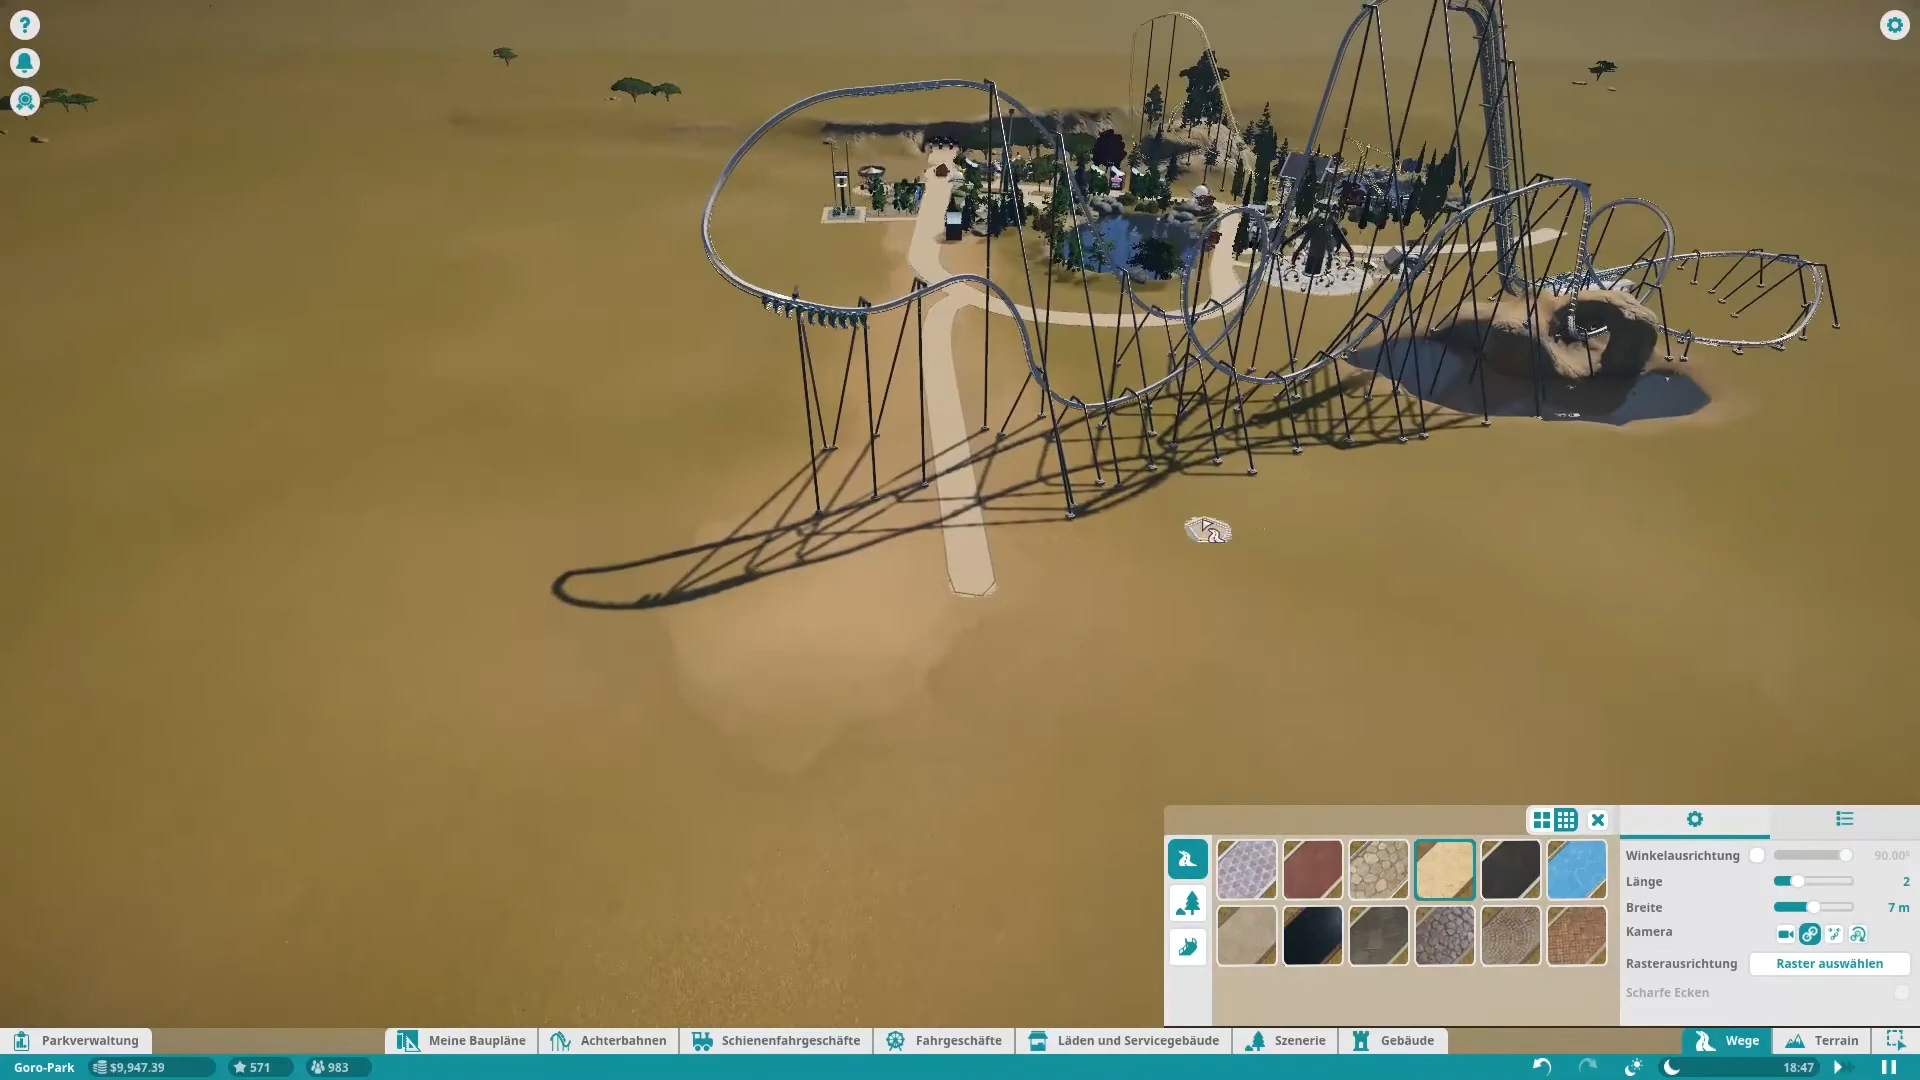 ?
Winkelausrichtung 90.00°
Länge 2
Breite 7 m
Kamera
Rasterausrichtung Raster auswählen
Scharfe Ecken
Parkverwaltung Meine Baupläne Achterbahnen Schienenfahrgeschäfte Fahrgeschäfte Läden und Servicegebäude Szenerie Gebäude Wege Terrain
Goro-Park $9,947.39 571 983 18:47